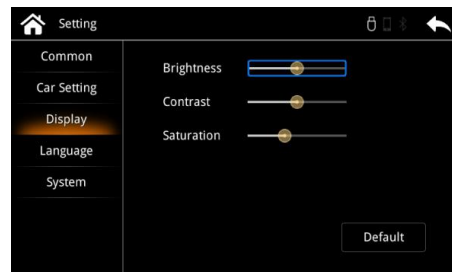 Setting
Common
Car Setting
Display
Language
System
Brightness
Contrast
Saturation
Default